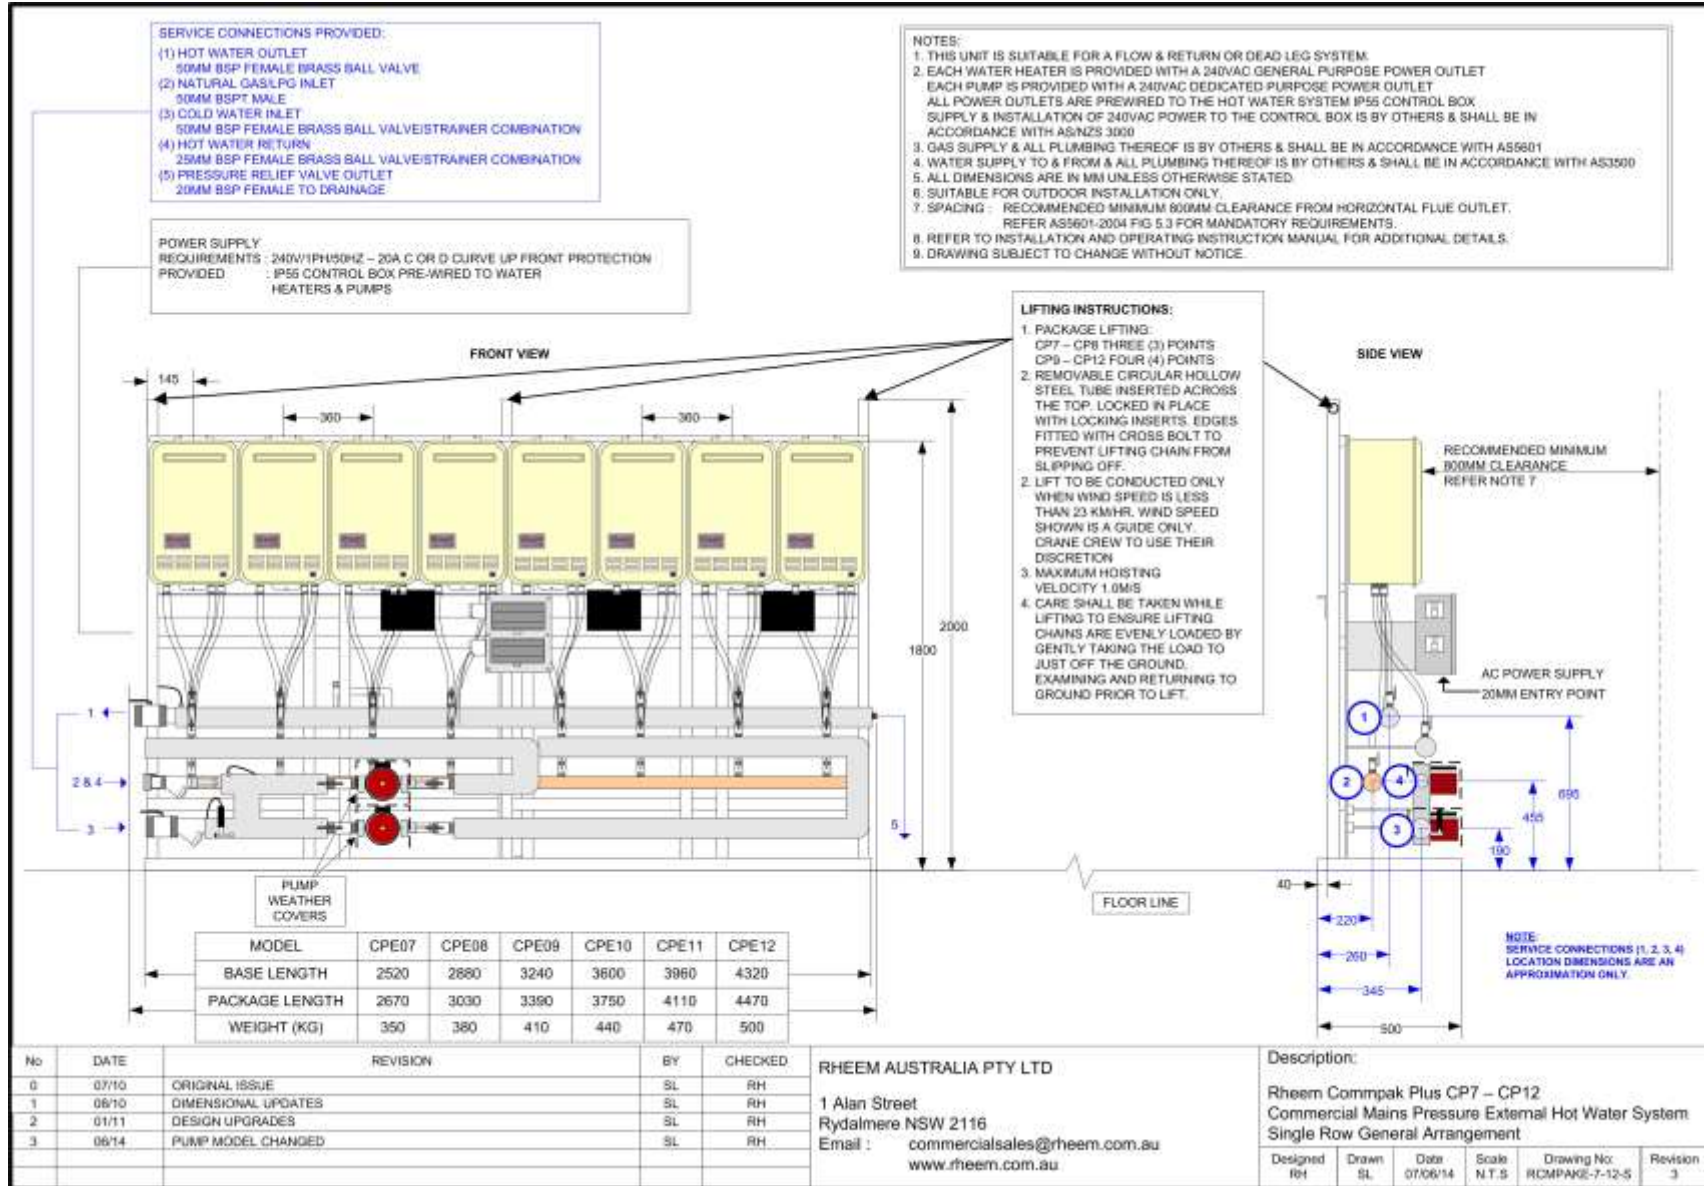 SERVICE CONNECTIONS PROVIDED:
(1) HOT WATER OUTLET
50MM BSP FEMALE BRASS BALL VALVE
(2) NATURAL GAS/LPG INLET
50MM BSPT MALE
(3) COLD WATER INLET
50MM BSP FEMALE BRASS BALL VALVE/STRAINER COMBINATION
(4) HOT WATER RETURN
25MM BSP FEMALE BRASS BALL VALVE/STRAINER COMBINATION
(5) PRESSURE RELIEF VALVE OUTLET
20MM BSP FEMALE TO DRAINAGE
POWER SUPPLY
REQUIREMENTS : 240V/1PH/50HZ – 20A C OR D CURVE UP FRONT PROTECTION
PROVIDED : IP55 CONTROL BOX PRE-WIRED TO WATER
HEATERS & PUMPS
NOTES:
1. THIS UNIT IS SUITABLE FOR A FLOW & RETURN OR DEAD LEG SYSTEM.
2. EACH WATER HEATER IS PROVIDED WITH A 240VAC GENERAL PURPOSE POWER OUTLET
EACH PUMP IS PROVIDED WITH A 240VAC DEDICATED PURPOSE POWER OUTLET
ALL POWER OUTLETS ARE PREWIRED TO THE HOT WATER SYSTEM IP55 CONTROL BOX
SUPPLY & INSTALLATION OF 240VAC POWER TO THE CONTROL BOX IS BY OTHERS & SHALL BE IN
ACCORDANCE WITH AS/NZS 3000
3. GAS SUPPLY & ALL PLUMBING THEREOF IS BY OTHERS & SHALL BE IN ACCORDANCE WITH AS5601
4. WATER SUPPLY TO & FROM & ALL PLUMBING THEREOF IS BY OTHERS & SHALL BE IN ACCORDANCE WITH AS3500
5. ALL DIMENSIONS ARE IN MM UNLESS OTHERWISE STATED.
6. SUITABLE FOR OUTDOOR INSTALLATION ONLY.
7. SPACING : RECOMMENDED MINIMUM 800MM CLEARANCE FROM HORIZONTAL FLUE OUTLET.
REFER AS5601-2004 FIG 5.3 FOR MANDATORY REQUIREMENTS.
8. REFER TO INSTALLATION AND OPERATING INSTRUCTION MANUAL FOR ADDITIONAL DETAILS.
9. DRAWING SUBJECT TO CHANGE WITHOUT NOTICE.
LIFTING INSTRUCTIONS:
1. PACKAGE LIFTING:
CP7 – CP8 THREE (3) POINTS
CP9 – CP12 FOUR (4) POINTS
2. REMOVABLE CIRCULAR HOLLOW
STEEL TUBE INSERTED ACROSS
THE TOP. LOCKED IN PLACE
WITH LOCKING INSERTS. EDGES
FITTED WITH CROSS BOLT TO
PREVENT LIFTING CHAIN FROM
SLIPPING OFF.
2. LIFT TO BE CONDUCTED ONLY
WHEN WIND SPEED IS LESS
THAN 23 KM/HR. WIND SPEED
SHOWN IS A GUIDE ONLY.
CRANE CREW TO USE THEIR
DISCRETION
3. MAXIMUM HOISTING
VELOCITY 1.0M/S
4. CARE SHALL BE TAKEN WHILE
LIFTING TO ENSURE LIFTING
CHAINS ARE EVENLY LOADED BY
GENTLY TAKING THE LOAD TO
JUST OFF THE GROUND,
EXAMINING AND RETURNING TO
GROUND PRIOR TO LIFT.
FRONT VIEW
145
360
360
1800
2000
1
2 & 4
3
5
PUMP
WEATHER
COVERS
FLOOR LINE
SIDE VIEW
RECOMMENDED MINIMUM
800MM CLEARANCE
REFER NOTE 7
AC POWER SUPPLY
20MM ENTRY POINT
1
2
4
3
695
455
190
40
220
260
345
500
NOTE:
SERVICE CONNECTIONS (1, 2, 3, 4)
LOCATION DIMENSIONS ARE AN
APPROXIMATION ONLY.
MODEL CPE07 CPE08 CPE09 CPE10 CPE11 CPE12
BASE LENGTH 2520 2880 3240 3600 3960 4320
PACKAGE LENGTH 2670 3030 3390 3750 4110 4470
WEIGHT (KG) 350 380 410 440 470 500
No DATE REVISION BY CHECKED
0 07/10 ORIGINAL ISSUE SL RH
1 08/10 DIMENSIONAL UPDATES SL RH
2 01/11 DESIGN UPGRADES SL RH
3 06/14 PUMP MODEL CHANGED SL RH
RHEEM AUSTRALIA PTY LTD
1 Alan Street
Rydalmere NSW 2116
Email : commercialsales@rheem.com.au
www.rheem.com.au
Description:
Rheem Commpak Plus CP7 – CP12
Commercial Mains Pressure External Hot Water System
Single Row General Arrangement
Designed Drawn Date Scale Drawing No: Revision
RH SL 07/06/14 N.T.S RCMPAKE-7-12-S 3